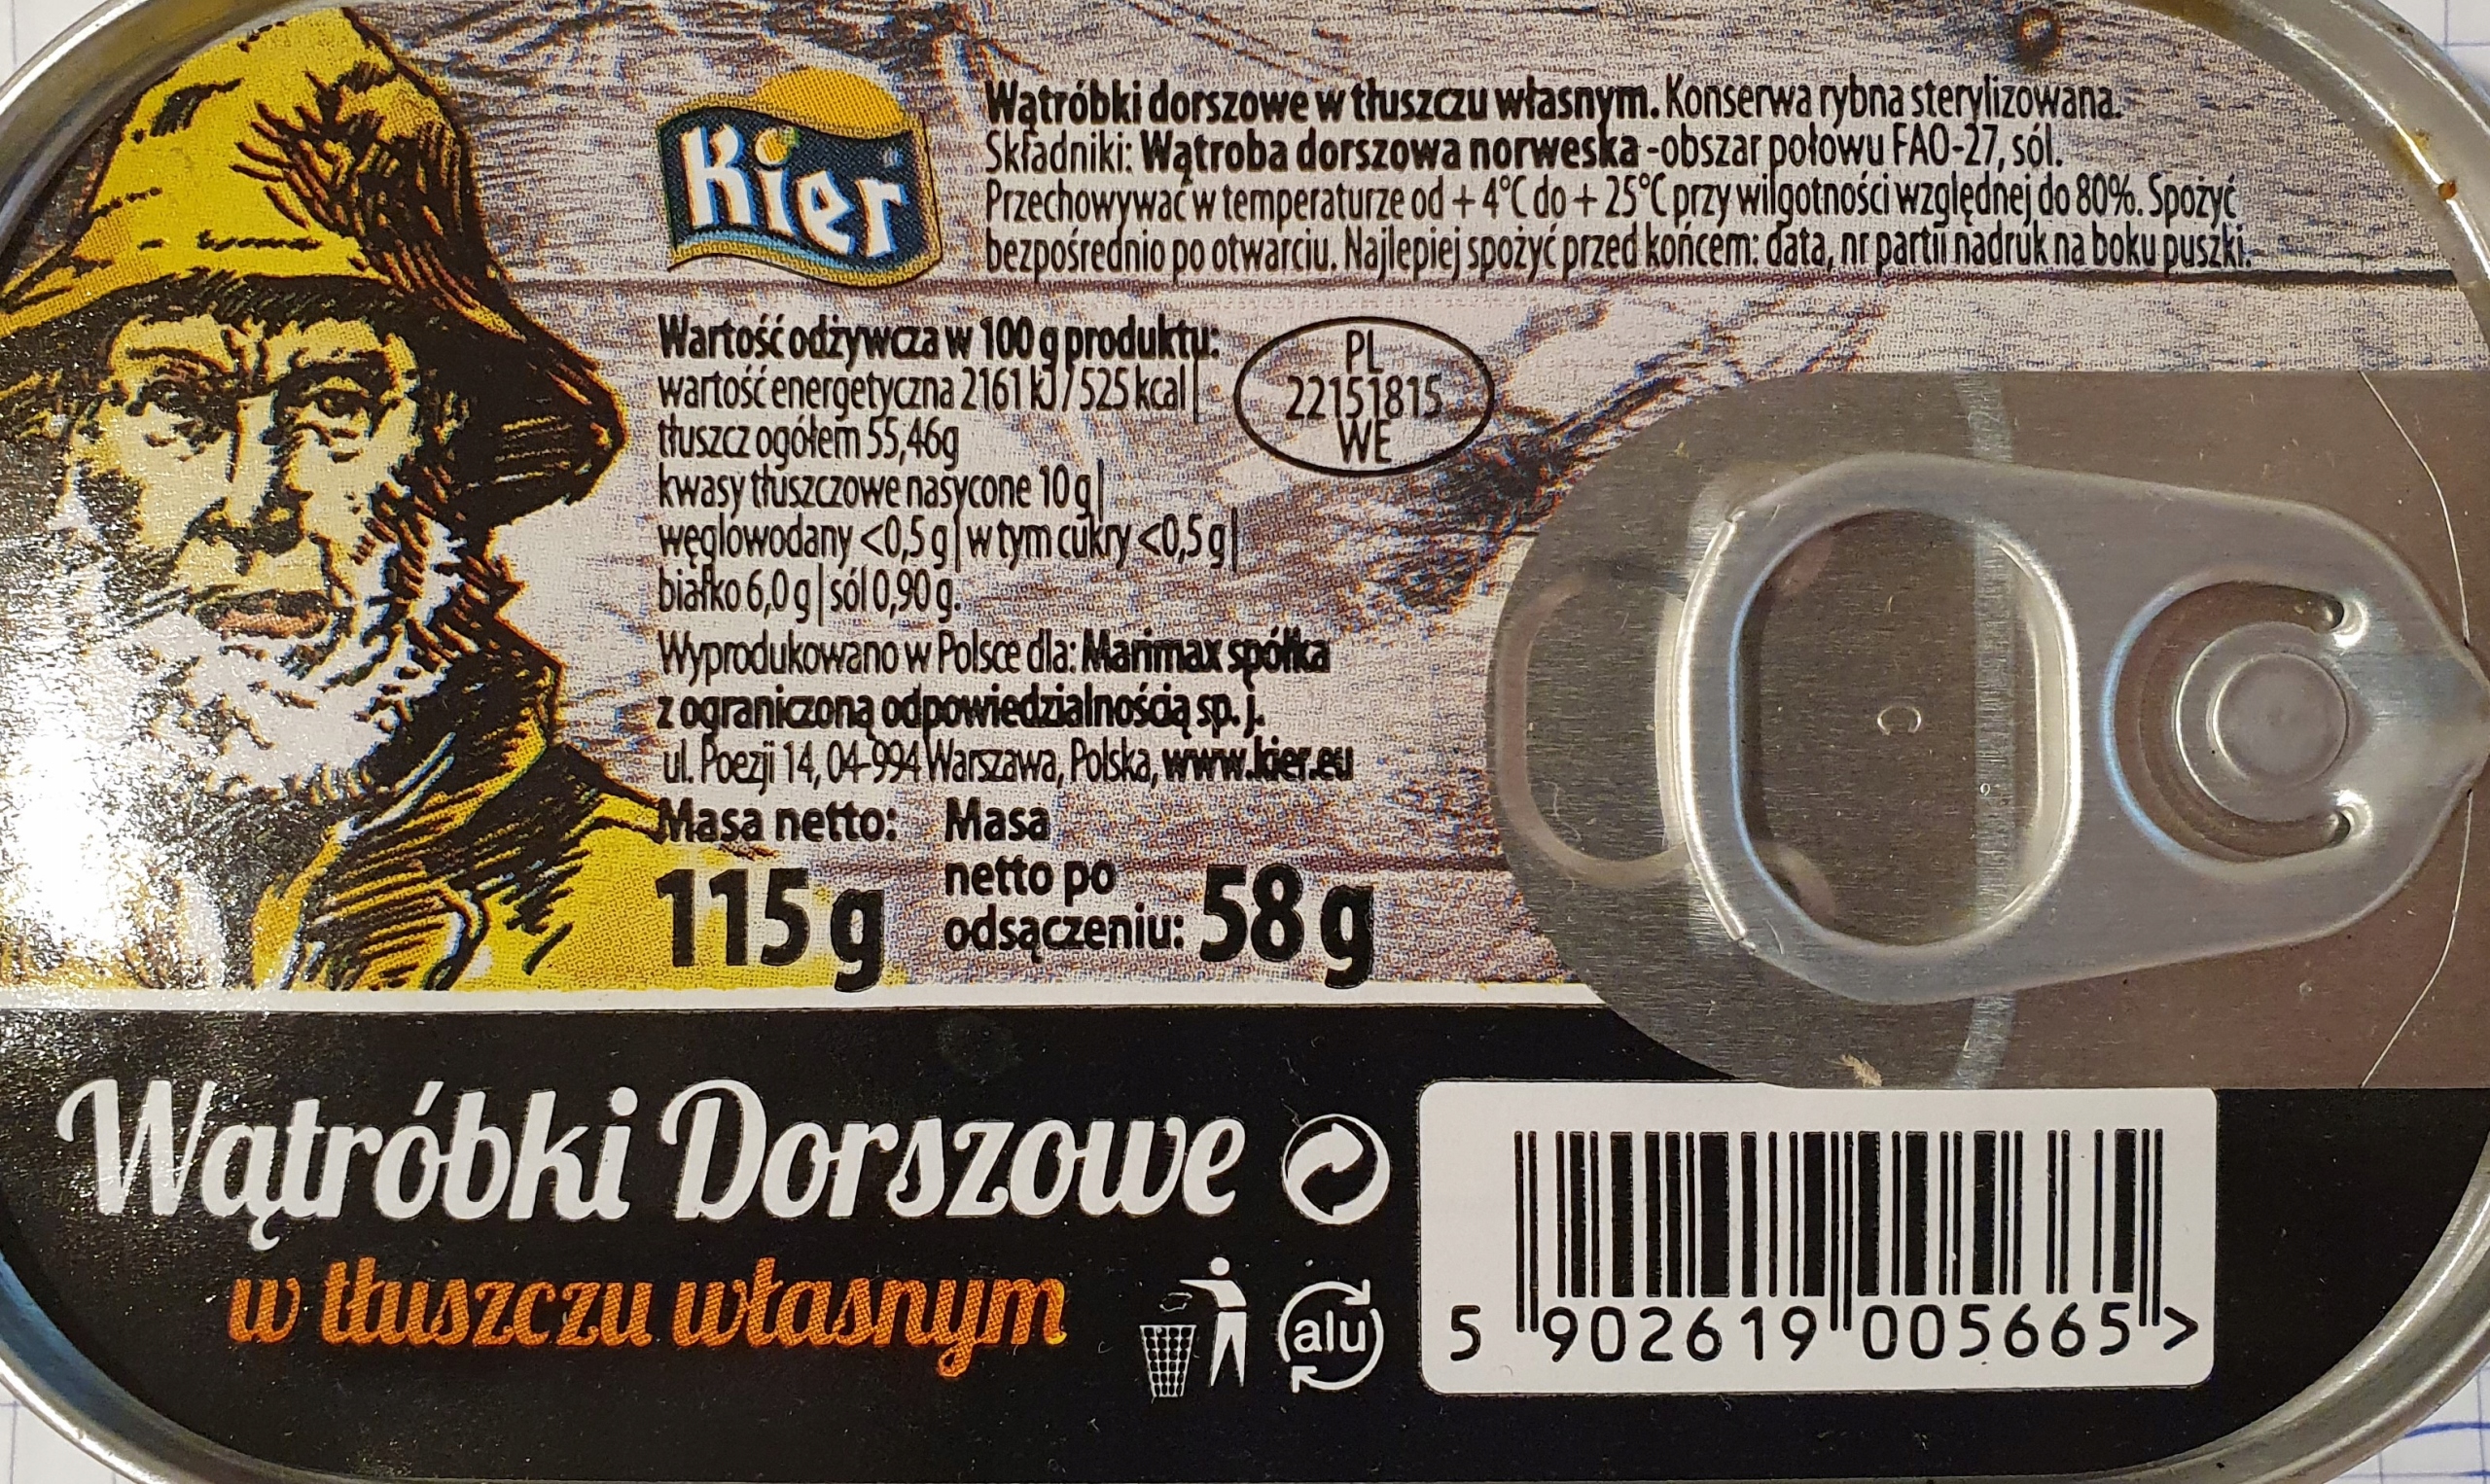 Kier
Wątróbki dorszowe w tłuszczu własnym. Konserwa rybna sterylizowana.
Składniki: Wątroba dorszowa norweska -obszar połowu FAO-27, sól.
Przechowywać w temperaturze od + 4°C do + 25°C przy wilgotności względnej do 80%. Spożyć
bezpośrednio po otwarciu. Najlepiej spożyć przed końcem: data, nr partii nadruk na boku puszki.
Wartość odżywcza w 100 g produktu:
wartość energetyczna 2161 kJ / 525 kcal |
tłuszcz ogółem 55,46g
kwasy tłuszczowe nasycone 10 g |
węglowodany <0,5 g | w tym cukry <0,5 g |
białko 6,0 g | sól 0,90 g.
PL
22151815
WE
Wyprodukowano w Polsce dla: Marimax spółka
z ograniczoną odpowiedzialnością sp. j.
ul. Poezji 14, 04-994 Warszawa, Polska, www.kier.eu
Masa netto:
115 g
Masa
netto po
odsączeniu: 58 g
C
Wątróbki Dorszowe
w tłuszczu własnym
alu
5 902619 005665 >